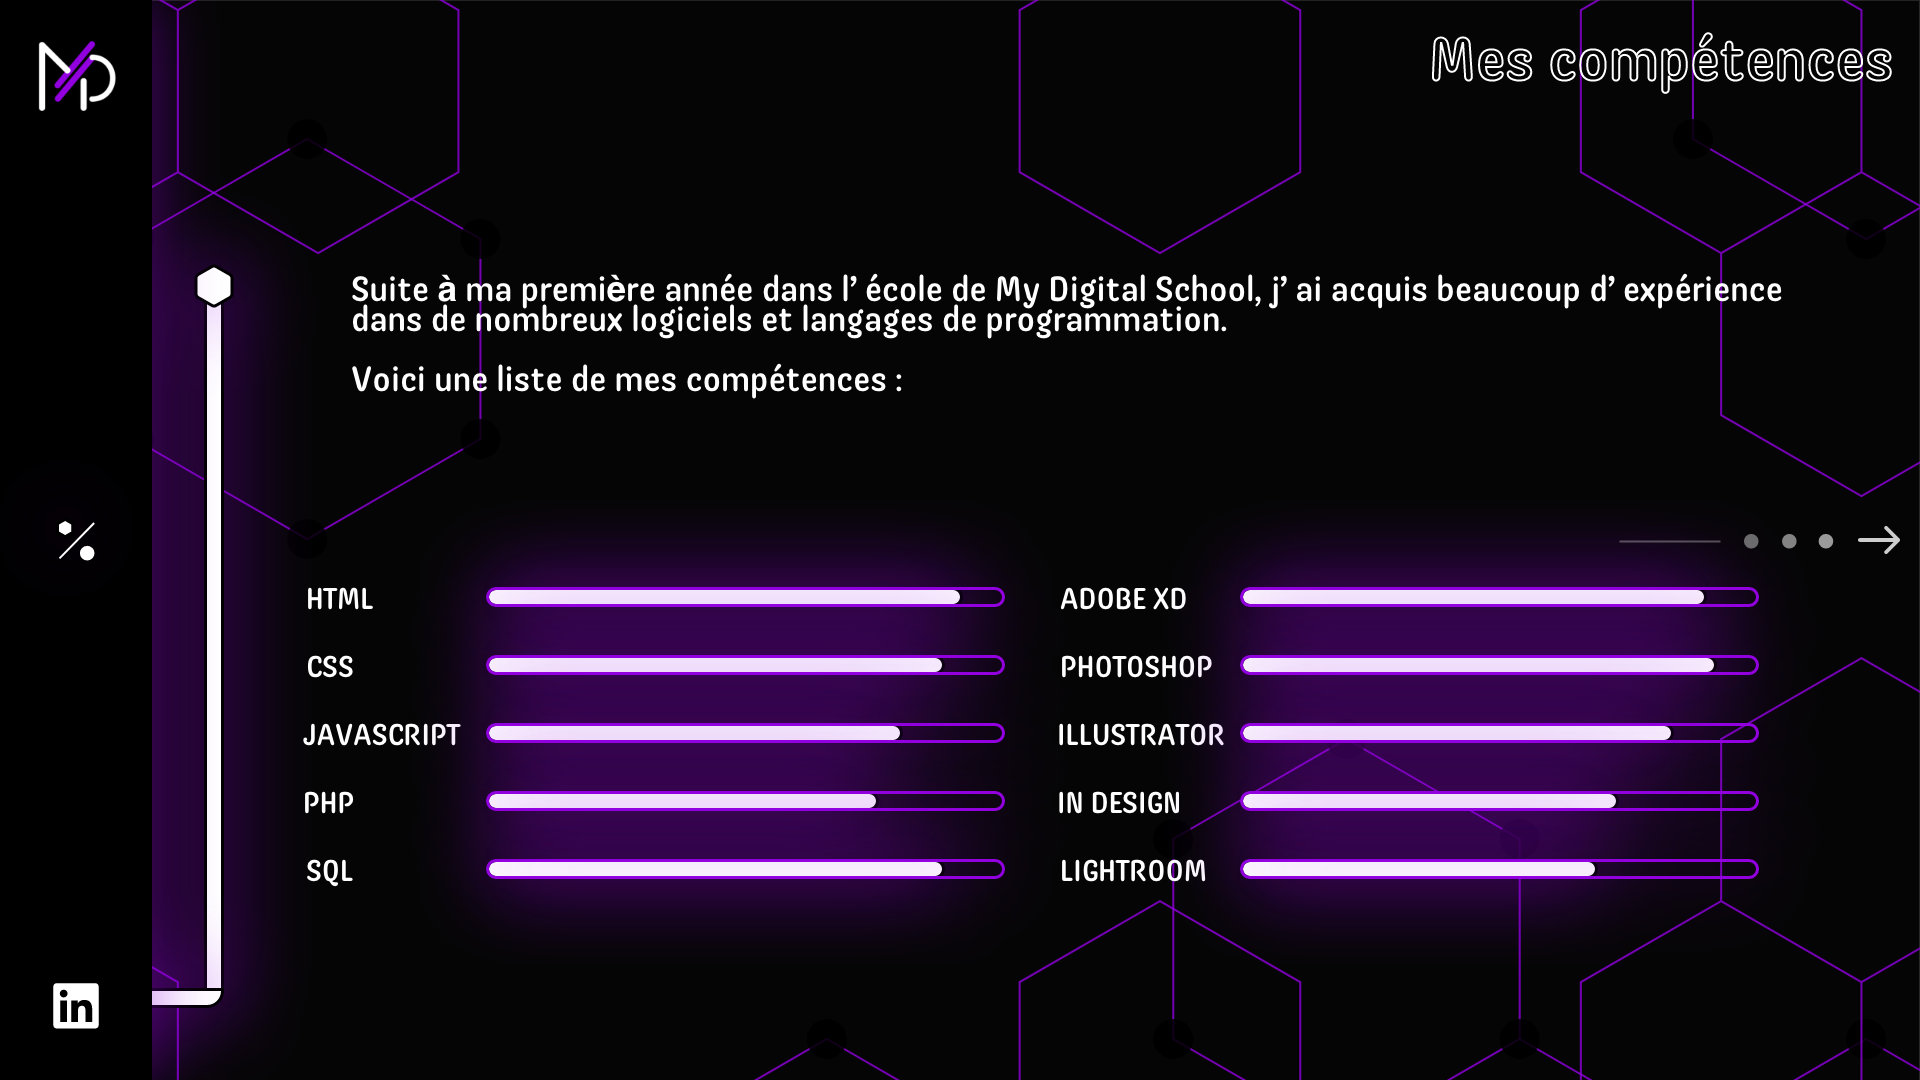 Mes compétences
Suite à ma première année dans l’ école de My Digital School, j’ ai acquis beaucoup d’ expérience
dans de nombreux logiciels et langages de programmation.
Voici une liste de mes compétences :
HTML
CSS
JAVASCRIPT
PHP
SQL
ADOBE XD
PHOTOSHOP
ILLUSTRATOR
IN DESIGN
LIGHTROOM
in